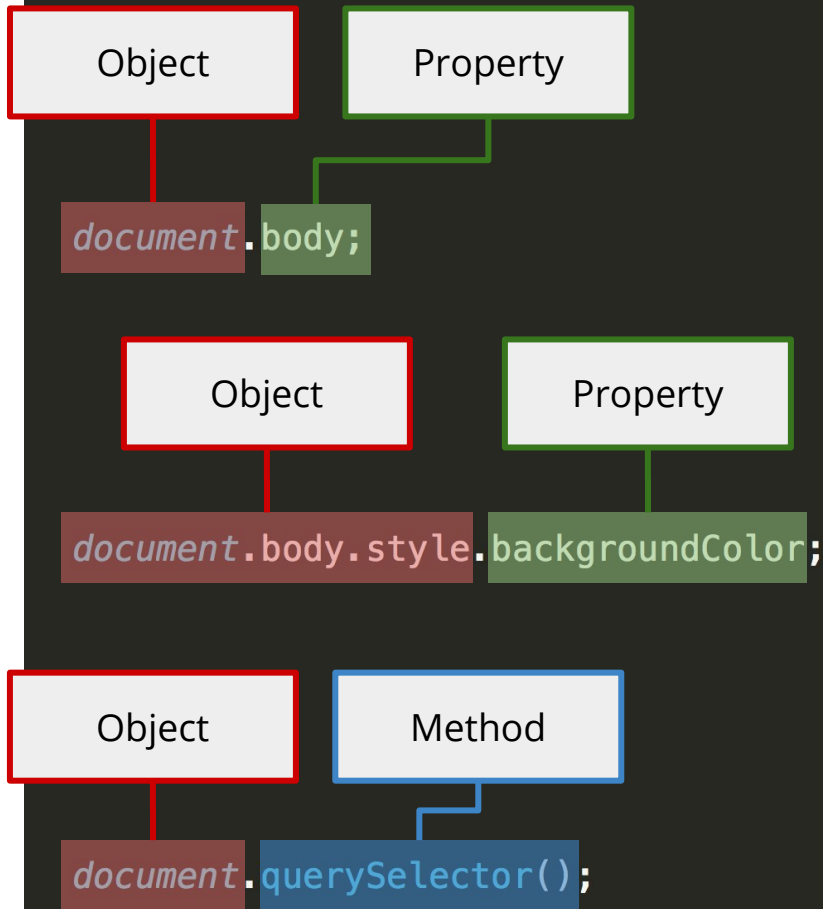 Object Property
document.body;
Object Property
document.body.style.backgroundColor;
Object Method
document.querySelector();